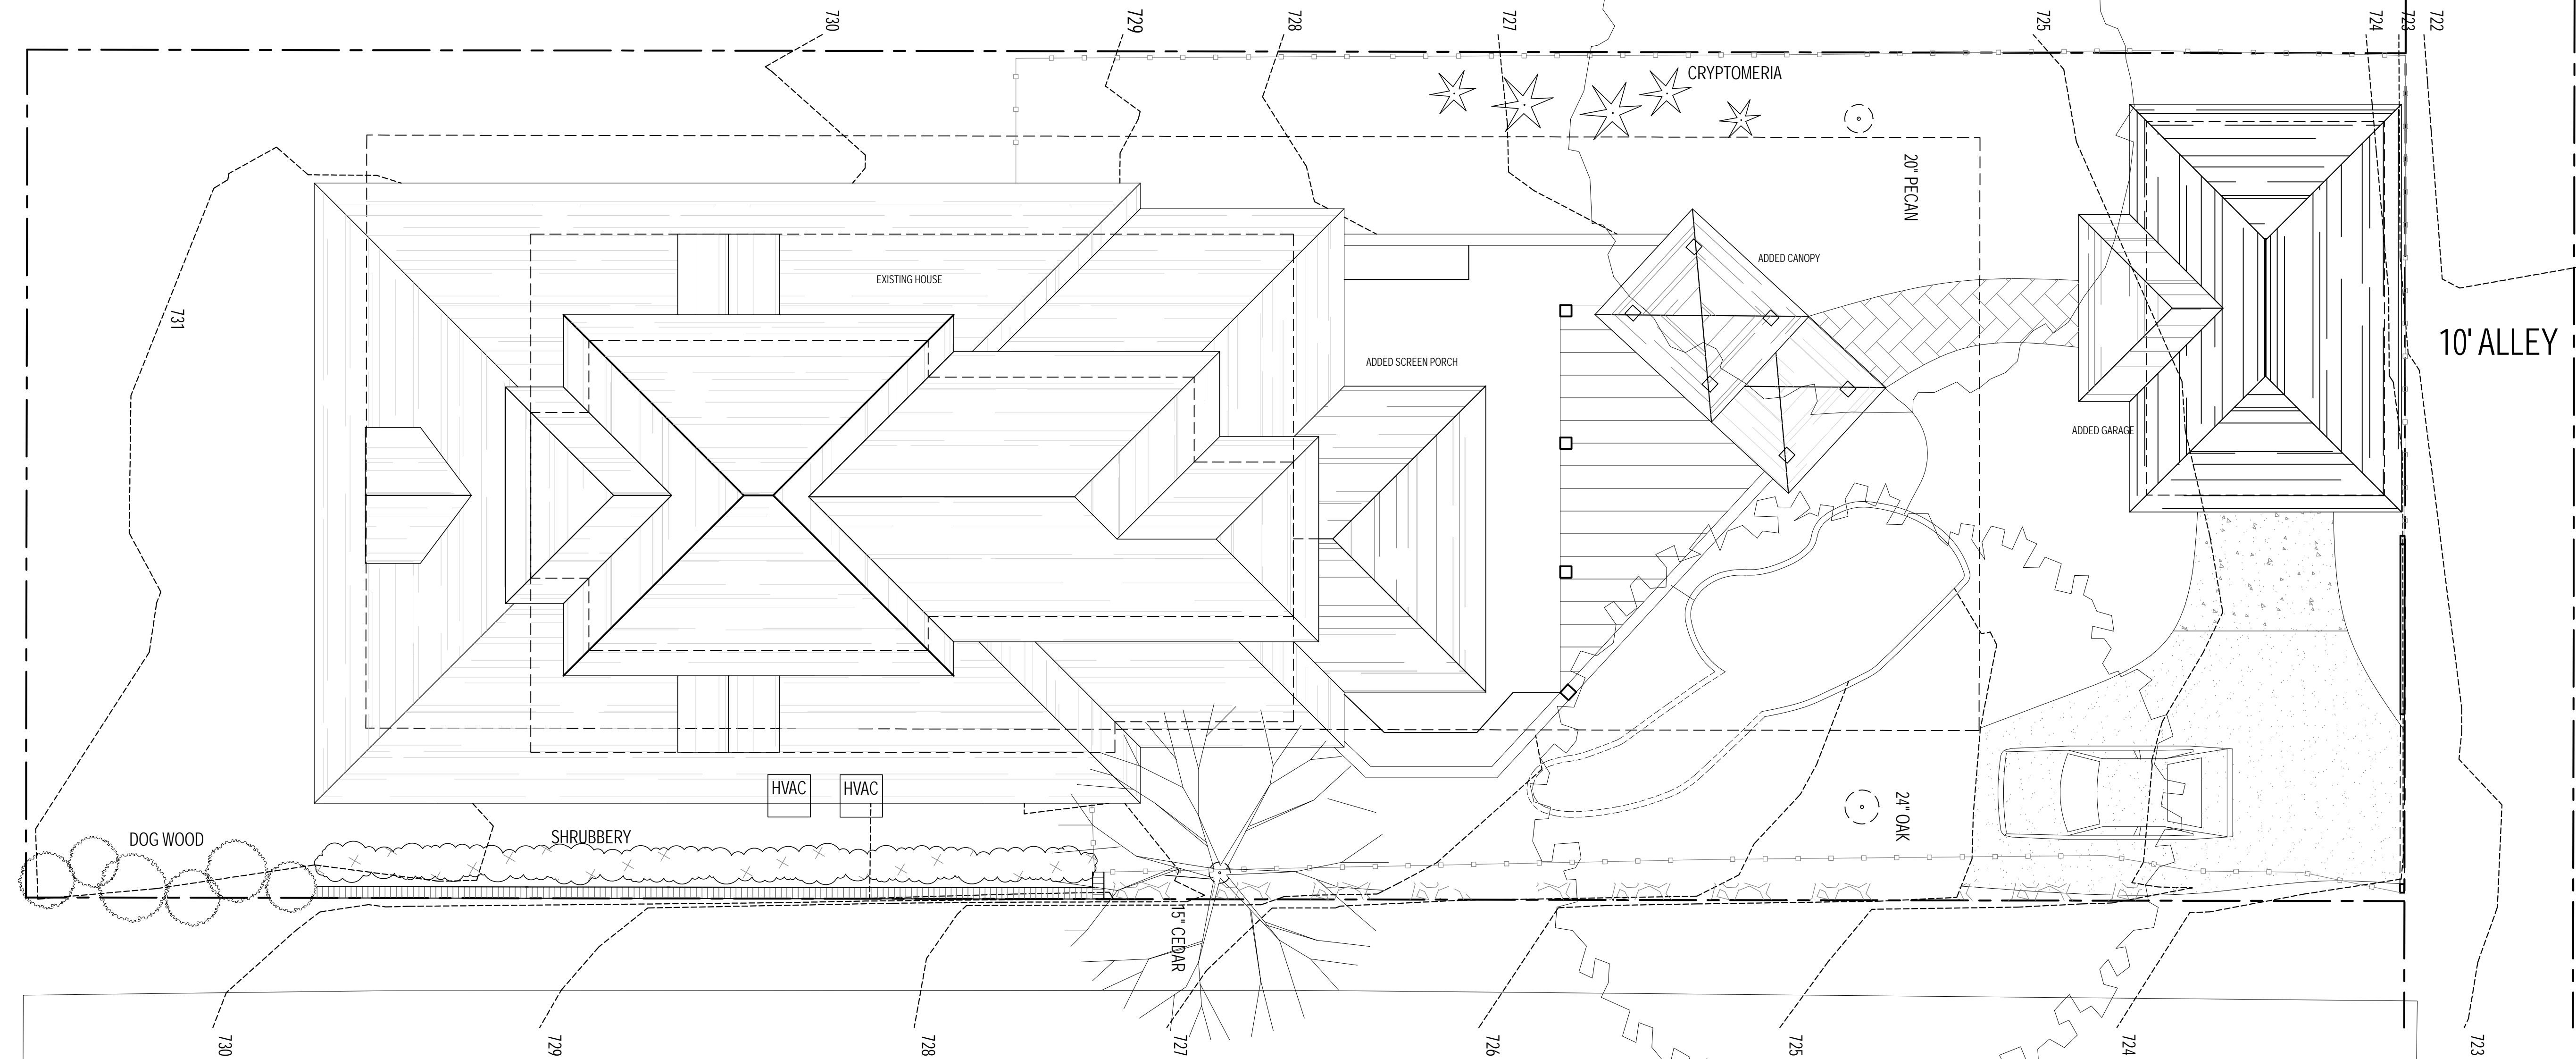 730
729
728
727
725
724
723
722
CRYPTOMERIA
20" PECAN
ADDED CANOPY
EXISTING HOUSE
731
10' ALLEY
ADDED SCREEN PORCH
ADDED GARAGE
HVAC
HVAC
24" OAK
DOG WOOD
SHRUBBERY
15" CEDAR
730
729
728
727
726
725
724
723